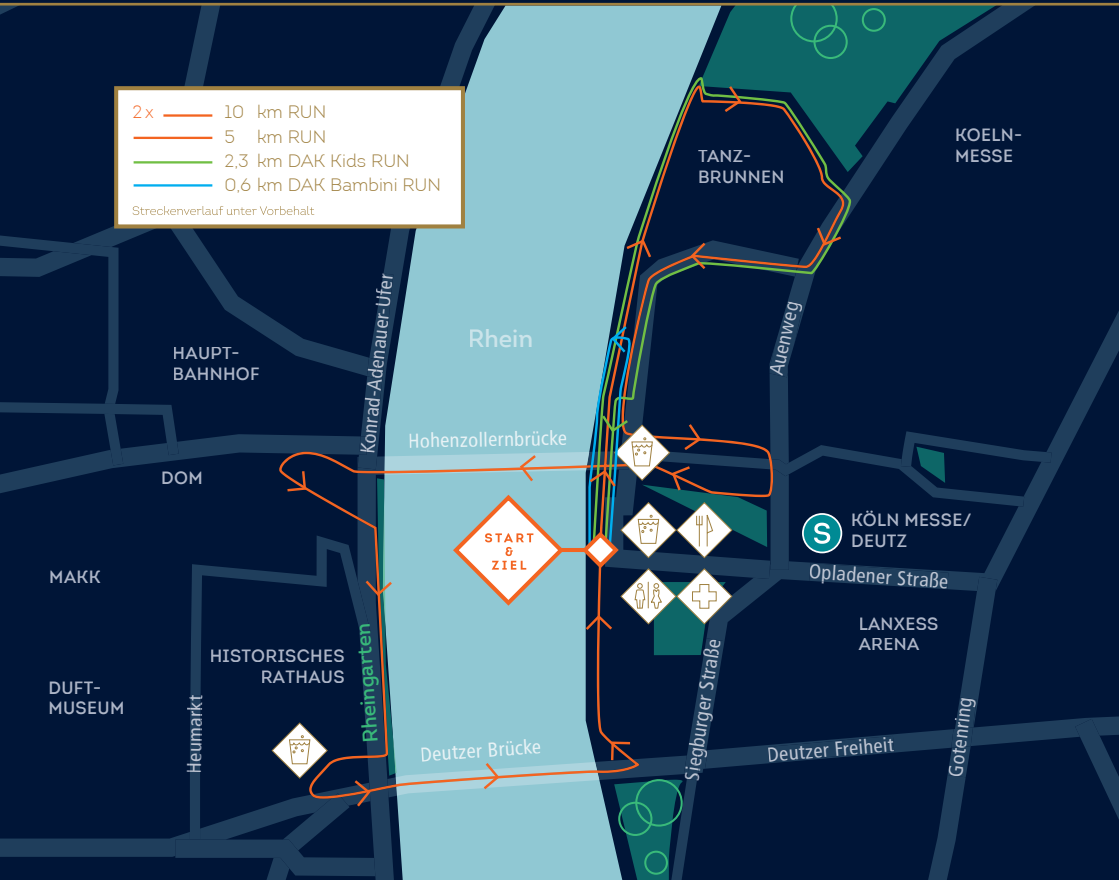 2 x 10 km RUN
5 km RUN
2,3 km DAK Kids RUN
0,6 km DAK Bambini RUN
Streckenverlauf unter Vorbehalt
KOELN-
MESSE
TANZ-
BRUNNEN
Konrad-Adenauer-Ufer
Rhein
Auenweg
HAUPT-
BAHNHOF
Hohenzollernbrücke
DOM
START
&
ZIEL
S
KÖLN MESSE/
DEUTZ
Opladener Straße
MAKK
LANXESS
ARENA
HISTORISCHES
RATHAUS
Rheingarten
Siegburger Straße
DUFT-
MUSEUM
Heumarkt
Deutzer Brücke
Deutzer Freiheit
Gotenring